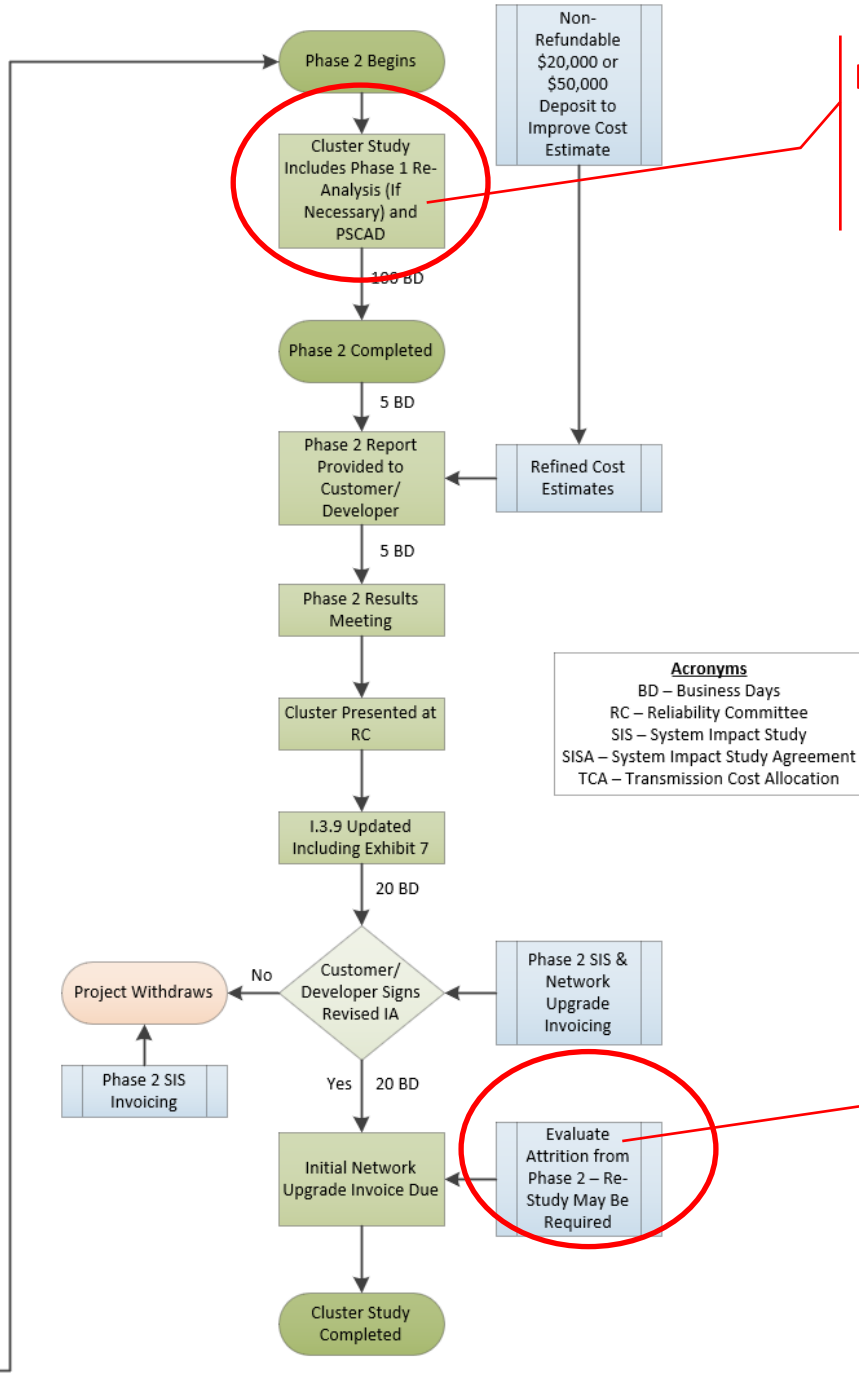 Phase 2 Begins
Non-
Refundable
$20,000 or
$50,000
Deposit to
Improve Cost
Estimate
Cluster Study
Includes Phase 1 Re-
Analysis (If
Necessary) and
PSCAD
100 BD
Phase 2 Completed
5 BD
Phase 2 Report
Provided to
Customer/
Developer
Refined Cost
Estimates
5 BD
Phase 2 Results
Meeting
Acronyms
BD – Business Days
RC – Reliability Committee
SIS – System Impact Study
SISA – System Impact Study Agreement
TCA – Transmission Cost Allocation
Cluster Presented at
RC
I.3.9 Updated
Including Exhibit 7
20 BD
Customer/
Developer Signs
Revised IA
No
Project Withdraws
Phase 2 SIS &
Network
Upgrade
Invoicing
Phase 2 SIS
Invoicing
Yes
20 BD
Initial Network
Upgrade Invoice Due
Evaluate
Attrition from
Phase 2 – Re-
Study May Be
Required
Cluster Study
Completed